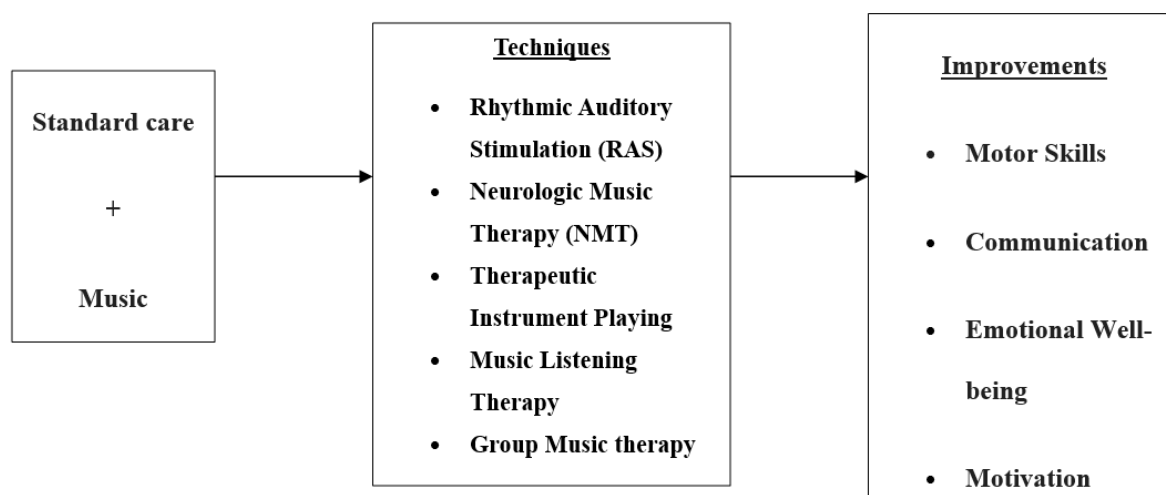 Standard care
+
Music
Techniques
• Rhythmic Auditory
Stimulation (RAS)
• Neurologic Music
Therapy (NMT)
• Therapeutic
Instrument Playing
• Music Listening
Therapy
• Group Music therapy
Improvements
• Motor Skills
• Communication
• Emotional Well-
being
• Motivation